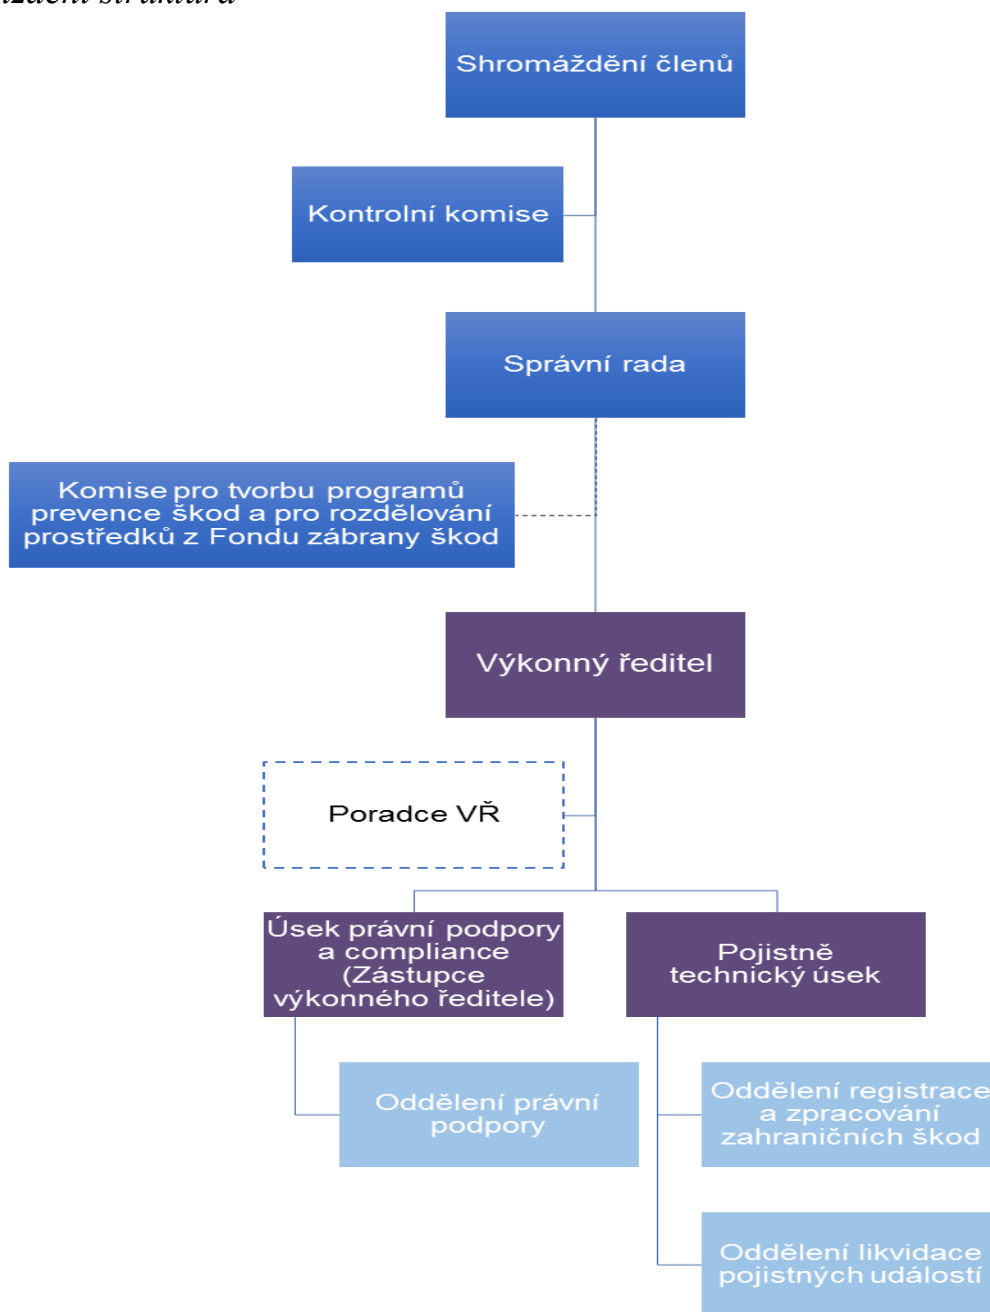 struktura
Shromáždění členů
Kontrolní komise
Správní rada
Komise pro tvorbu programů
prevence škod a pro rozdělování
prostředků z Fondu zábrany škod
Výkonný ředitel
Poradce VŘ
Úsek právní podpory
a compliance
(Zástupce
výkonného ředitele)
Pojistně
technický úsek
Oddělení právní
podpory
Oddělení registrace
a zpracování
zahraničních škod
Oddělení likvidace
pojistných událostí